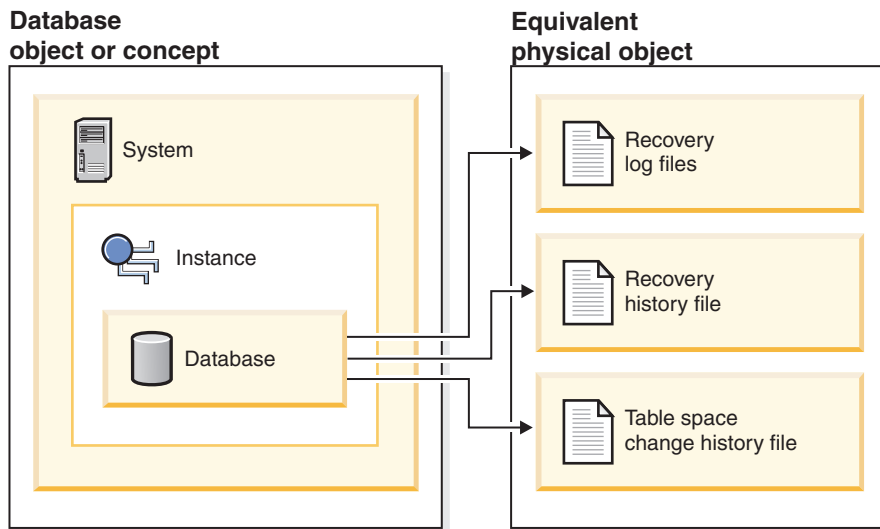 Database
object or concept
System
Instance
Database
Equivalent
physical object
Recovery
log files
Recovery
history file
Table space
change history file